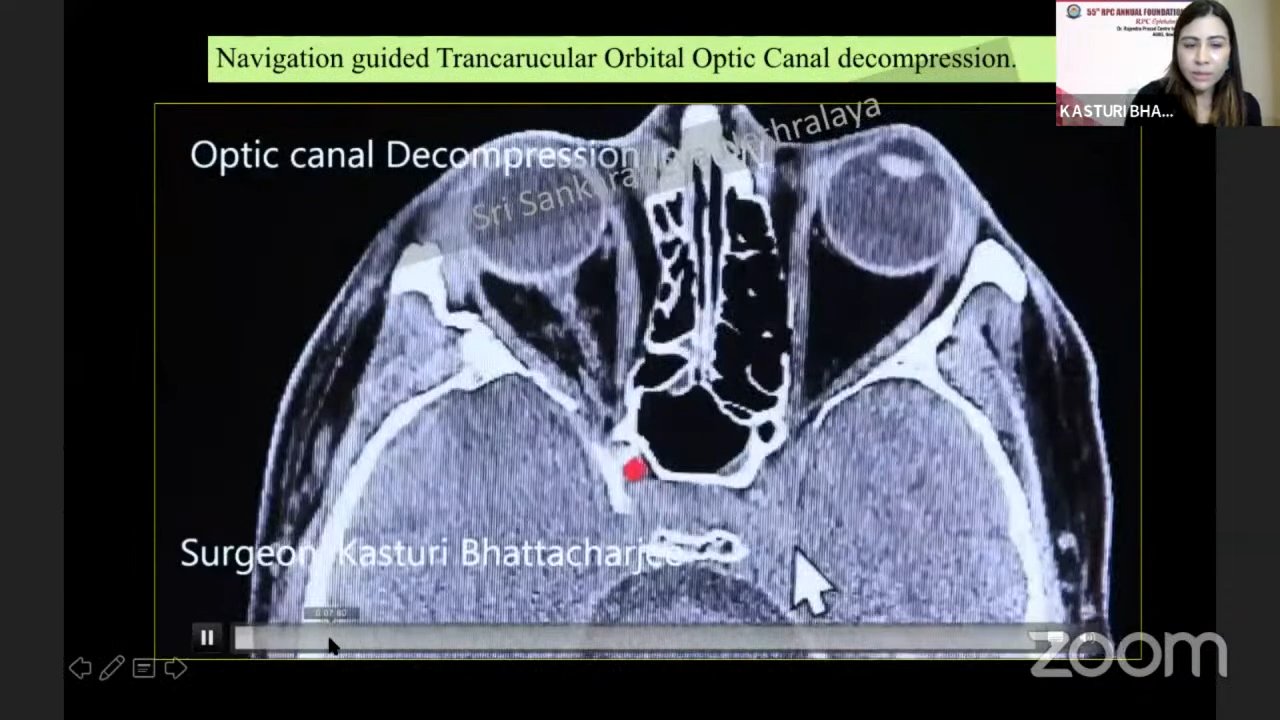 Navigation guided Trancarucular Orbital Optic Canal decompression.
55th RPC ANNUAL FOUNDATION
KASTURI BHA...
Optic canal Decompression
Sri Sankara
Surgeon Kasturi Bhattacharjee
zoom